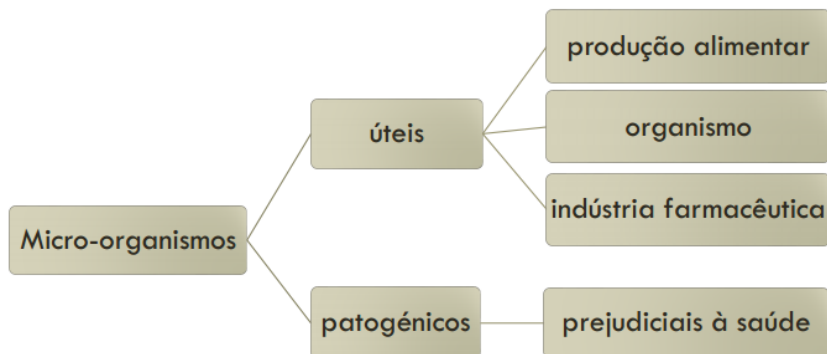 produção alimentar
úteis
organismo
indústria farmacêutica
Micro-organismos
patogénicos
prejudiciais à saúde